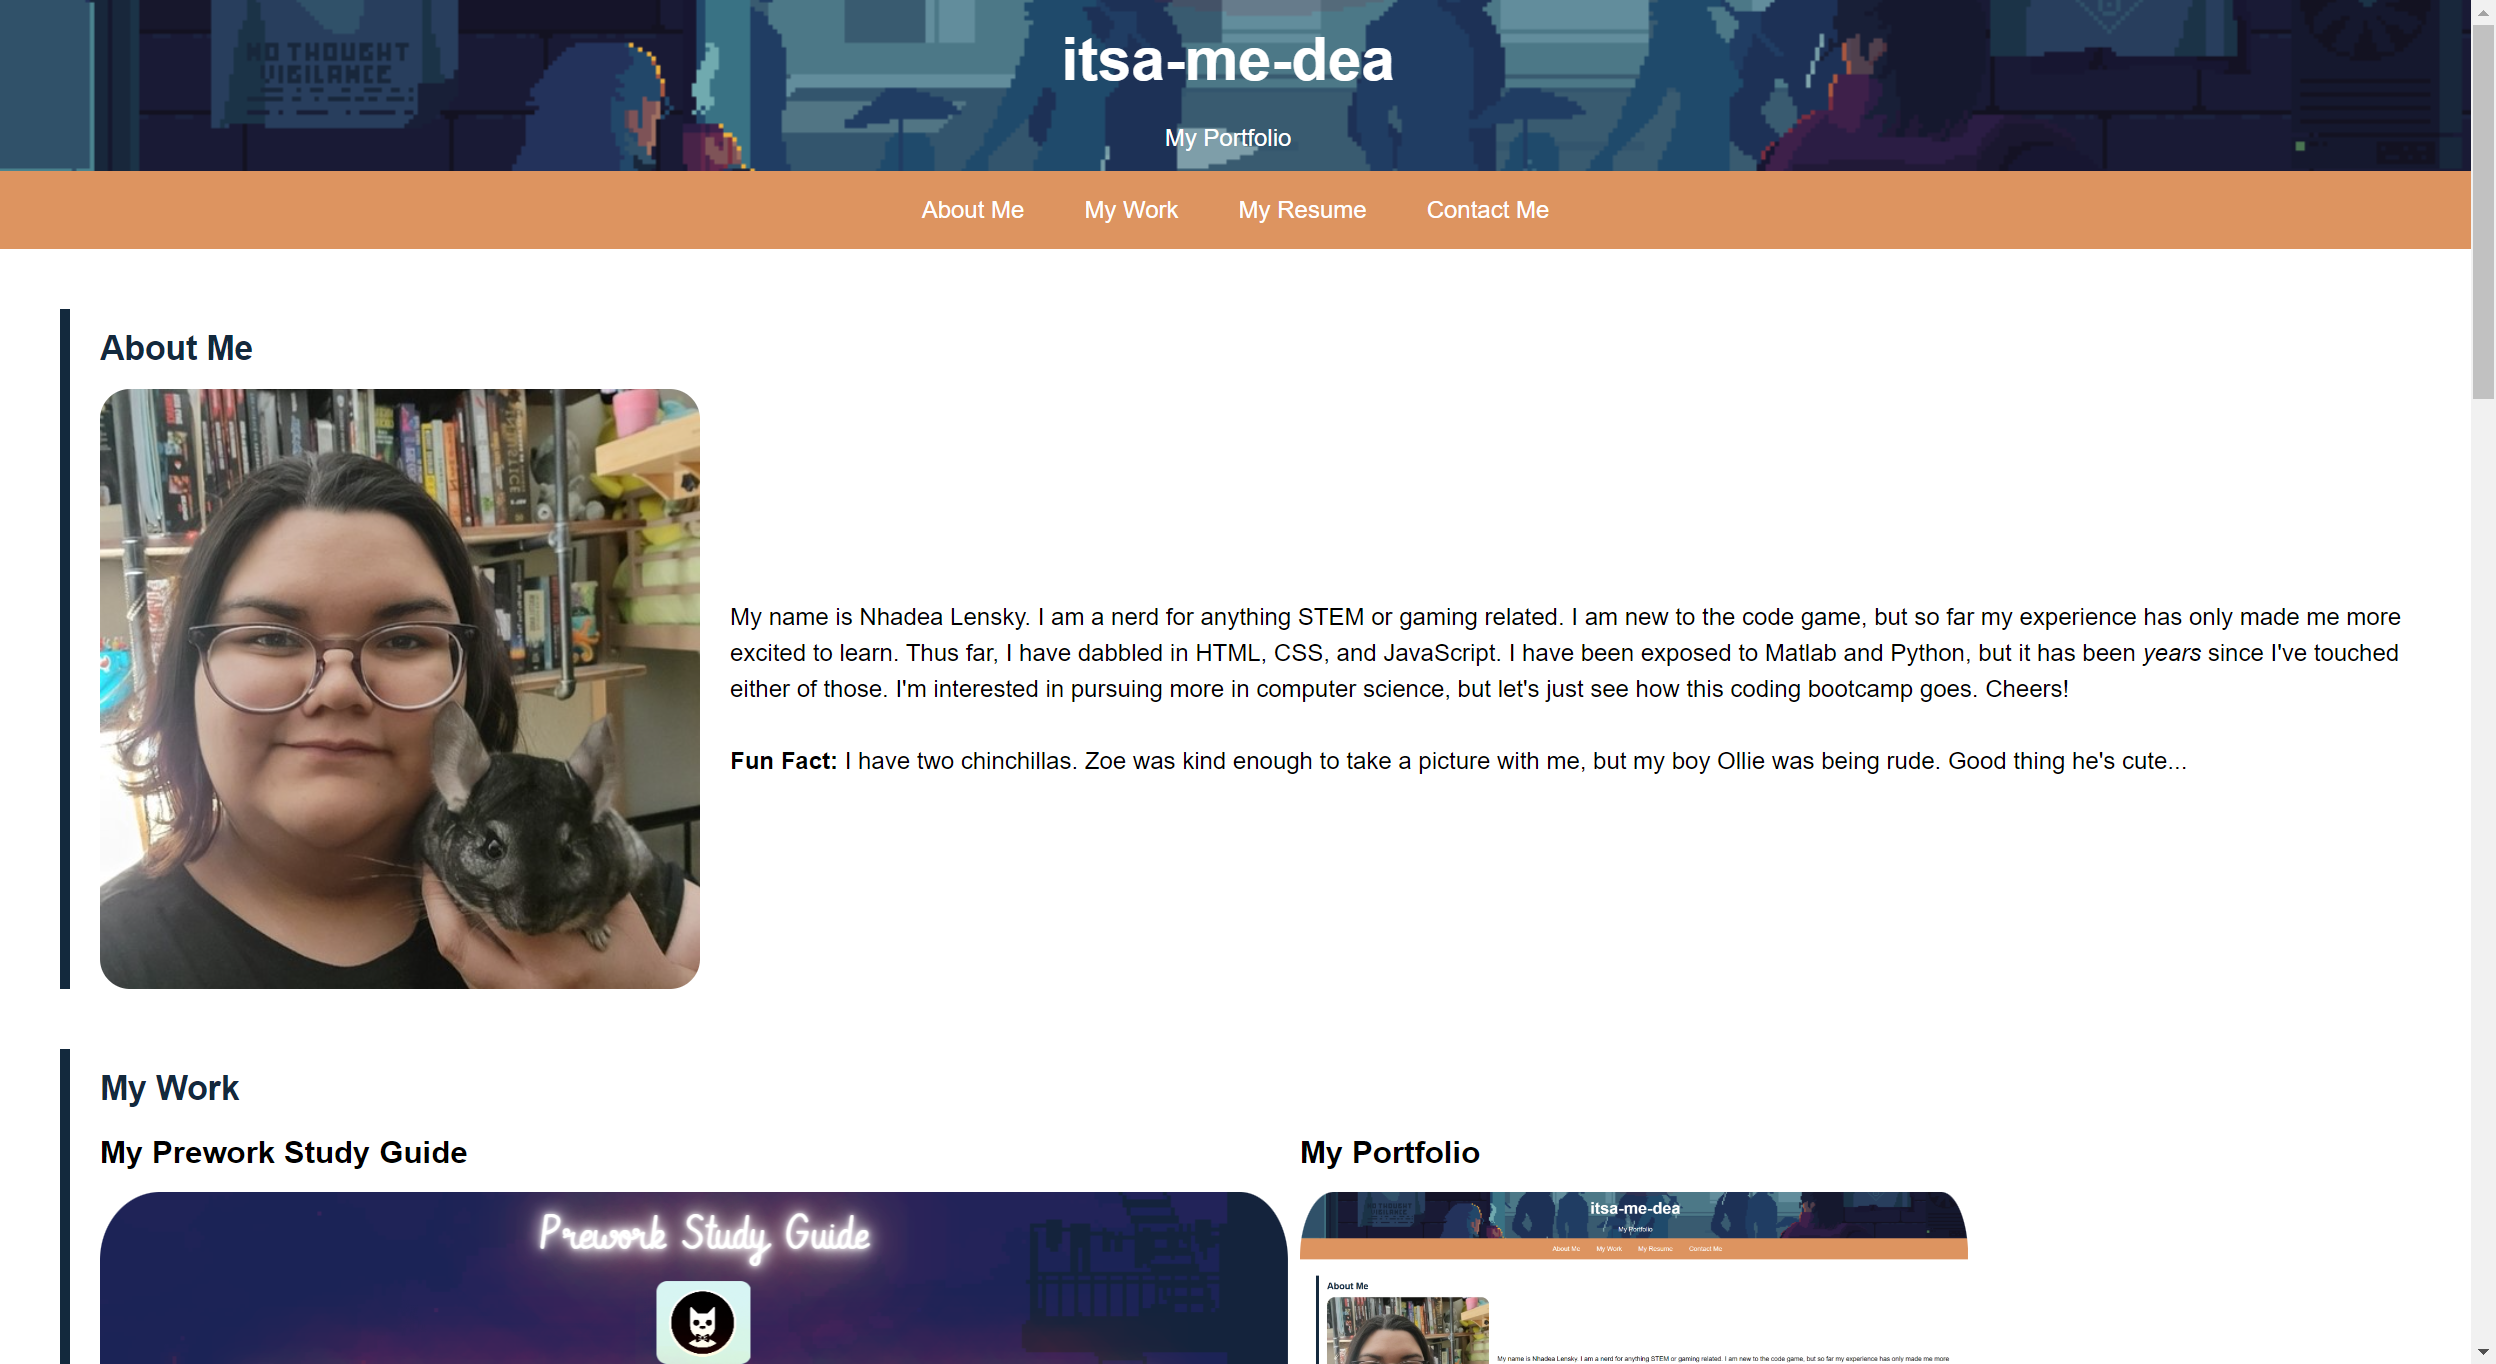 NO THOUGHT
VIGILANCE
itsa-me-dea
My Portfolio
About Me
My Work
My Resume
Contact Me
About Me
My name is Nhadea Lensky. I am a nerd for anything STEM or gaming related. I am new to the code game, but so far my experience has only made me more
excited to learn. Thus far, I have dabbled in HTML, CSS, and JavaScript. I have been exposed to Matlab and Python, but it has been years since I've touched
either of those. I'm interested in pursuing more in computer science, but let's just see how this coding bootcamp goes. Cheers!
Fun Fact: I have two chinchillas. Zoe was kind enough to take a picture with me, but my boy Ollie was being rude. Good thing he's cute...
My Work
My Prework Study Guide
Prework Study Guide
My Portfolio
NO THOUGHT
VIGILANCE
itsa-me-dea
My Portfolio
About Me
My Work
My Resume
Contact Me
About Me
My name is Nhadea Lensky. I am a nerd for anything STEM or gaming related. I am new to the code game, but so far my experience has only made me more